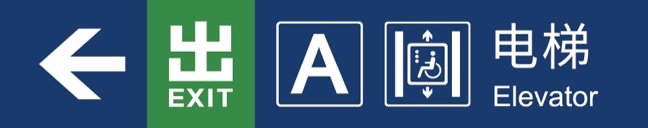 出
EXIT
A
电梯
Elevator